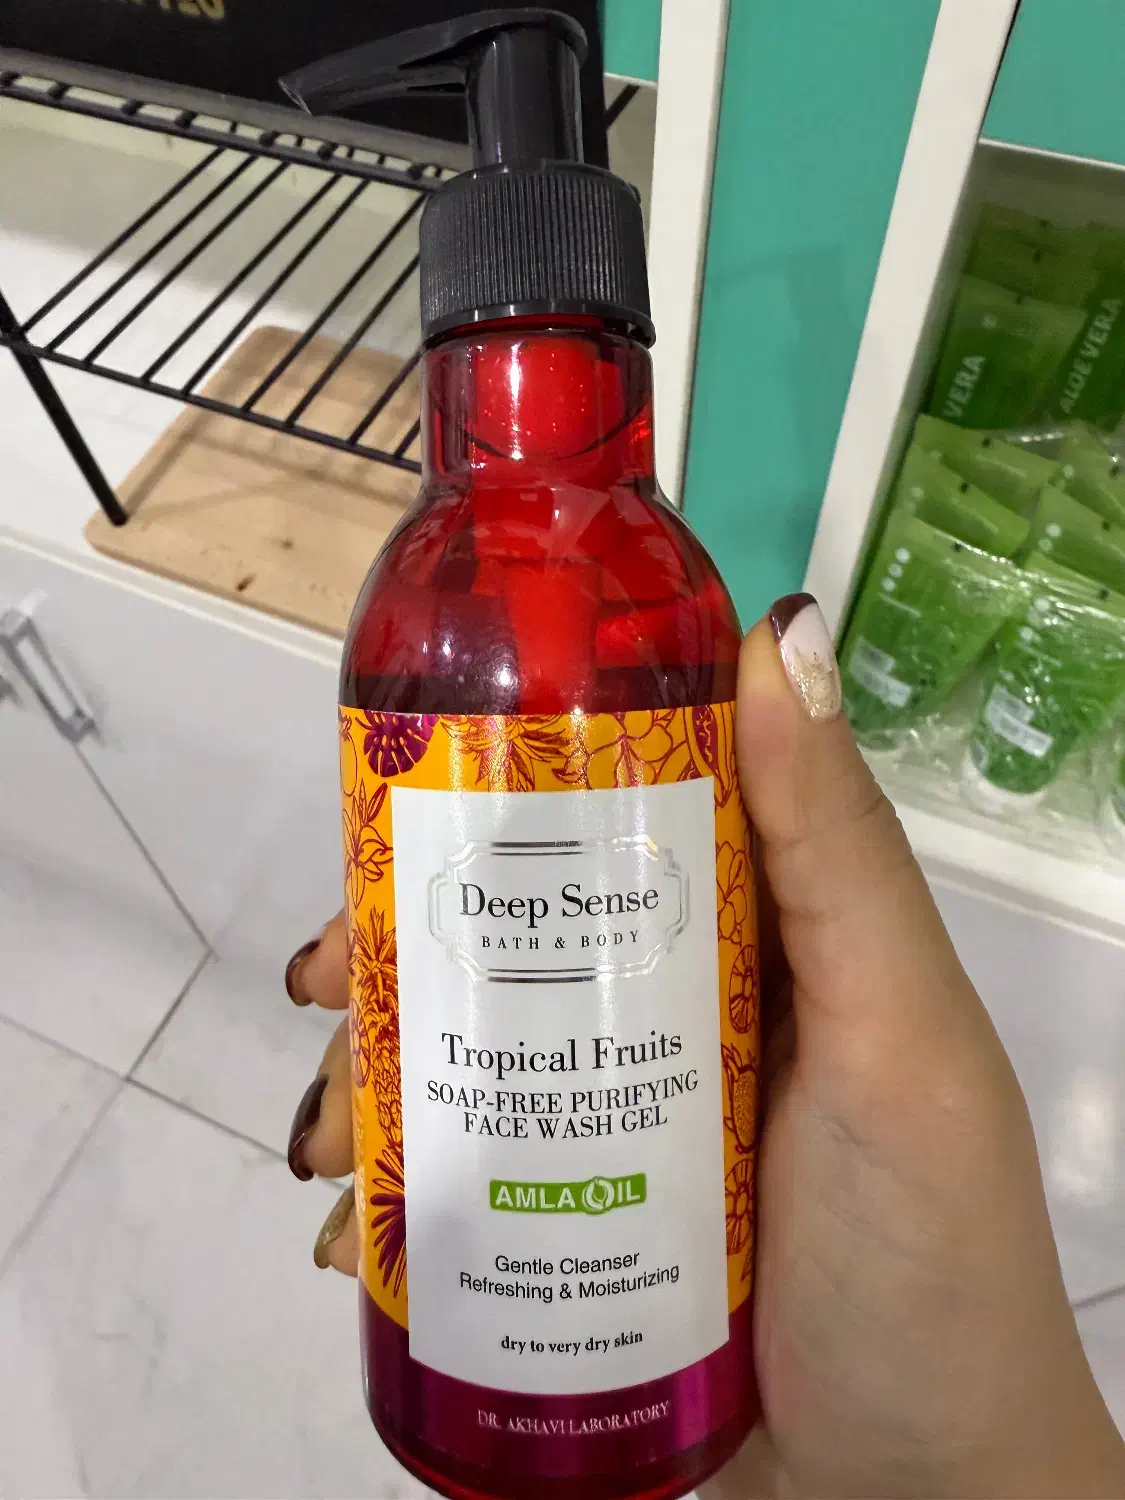 Deep Sense
BATH & BODY
Tropical Fruits
SOAP-FREE PURIFYING
FACE WASH GEL
AMLA OIL
Gentle Cleanser
Refreshing & Moisturizing
dry to very dry skin
DR. AKHAVI LABORATORY
VERA
ALOE VERA